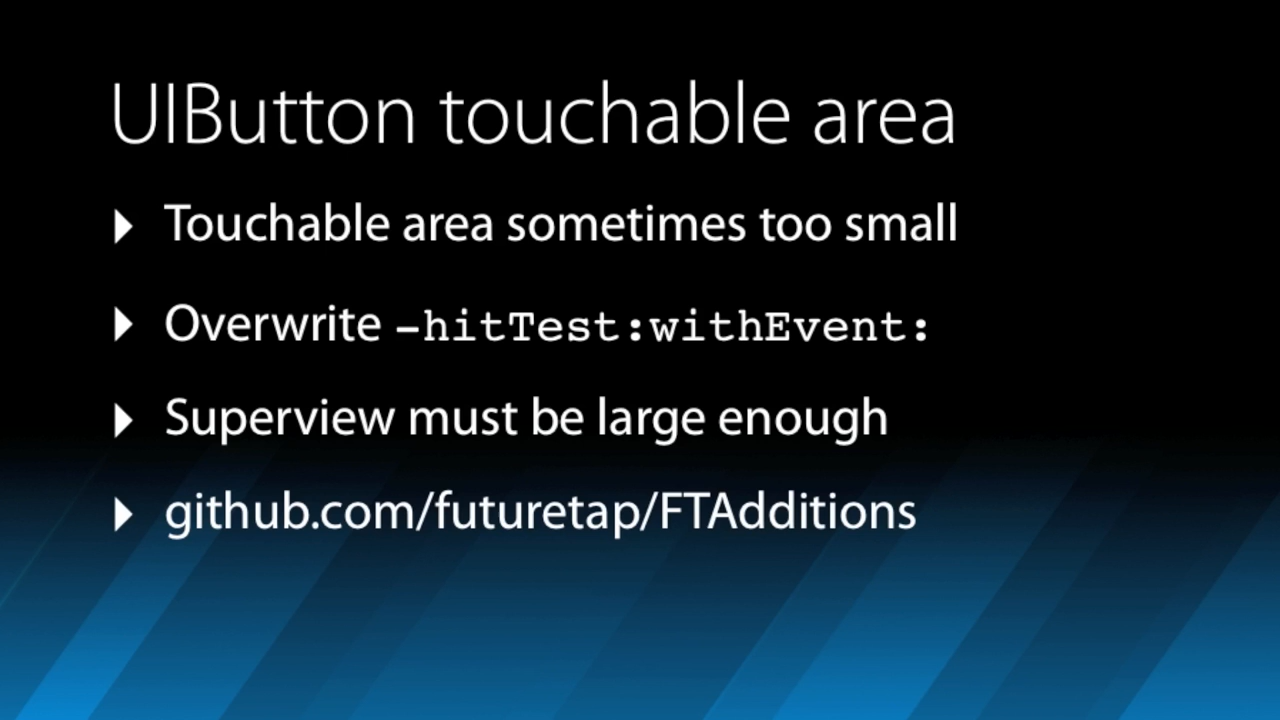 UIButton touchable area
Touchable area sometimes too small
Overwrite -hitTest:withEvent:
Superview must be large enough
github.com/futuretap/FTAdditions